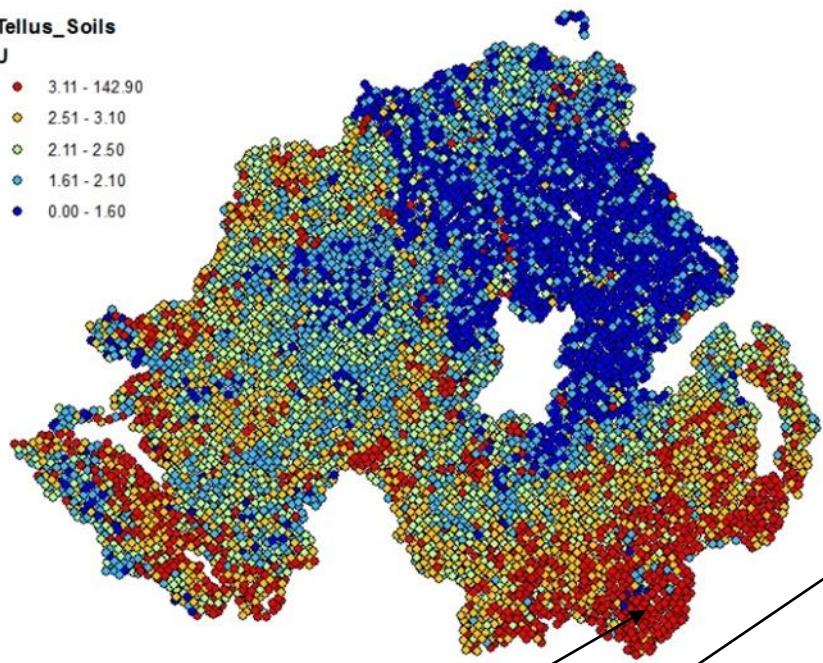 Tellus_Soils
U
3.11 - 142.90
2.51 - 3.10
2.11 - 2.50
1.61 - 2.10
0.00 - 1.60